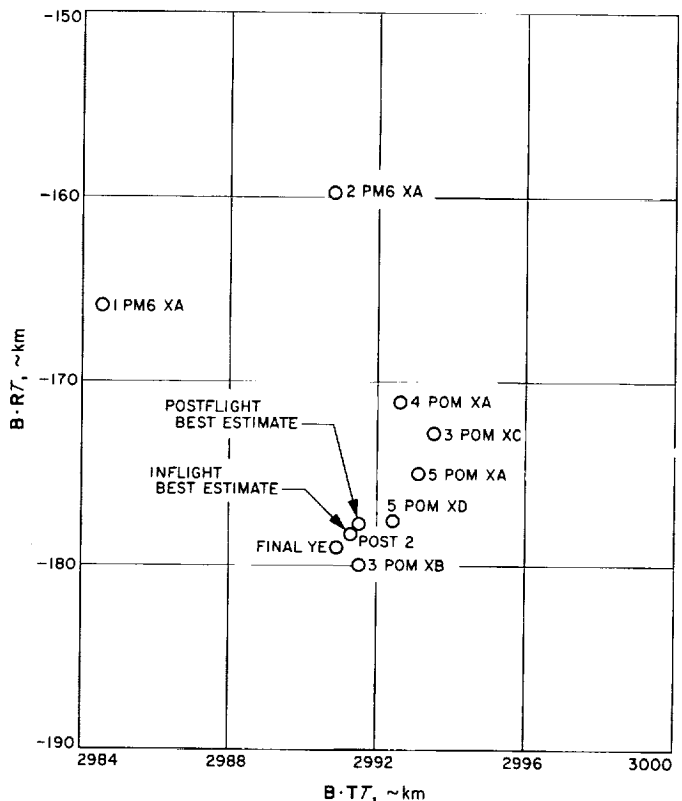 -150
-160
-170
-180
-190
B·RT, ~km
2 PM6 XA
1 PM6 XA
4 POM XA
POSTFLIGHT
BEST ESTIMATE
3 POM XC
5 POM XA
INFLIGHT
BEST ESTIMATE
5 POM XD
POST 2
FINAL YE
3 POM XB
2984
2988
2992
2996
3000
B·TT, ~km